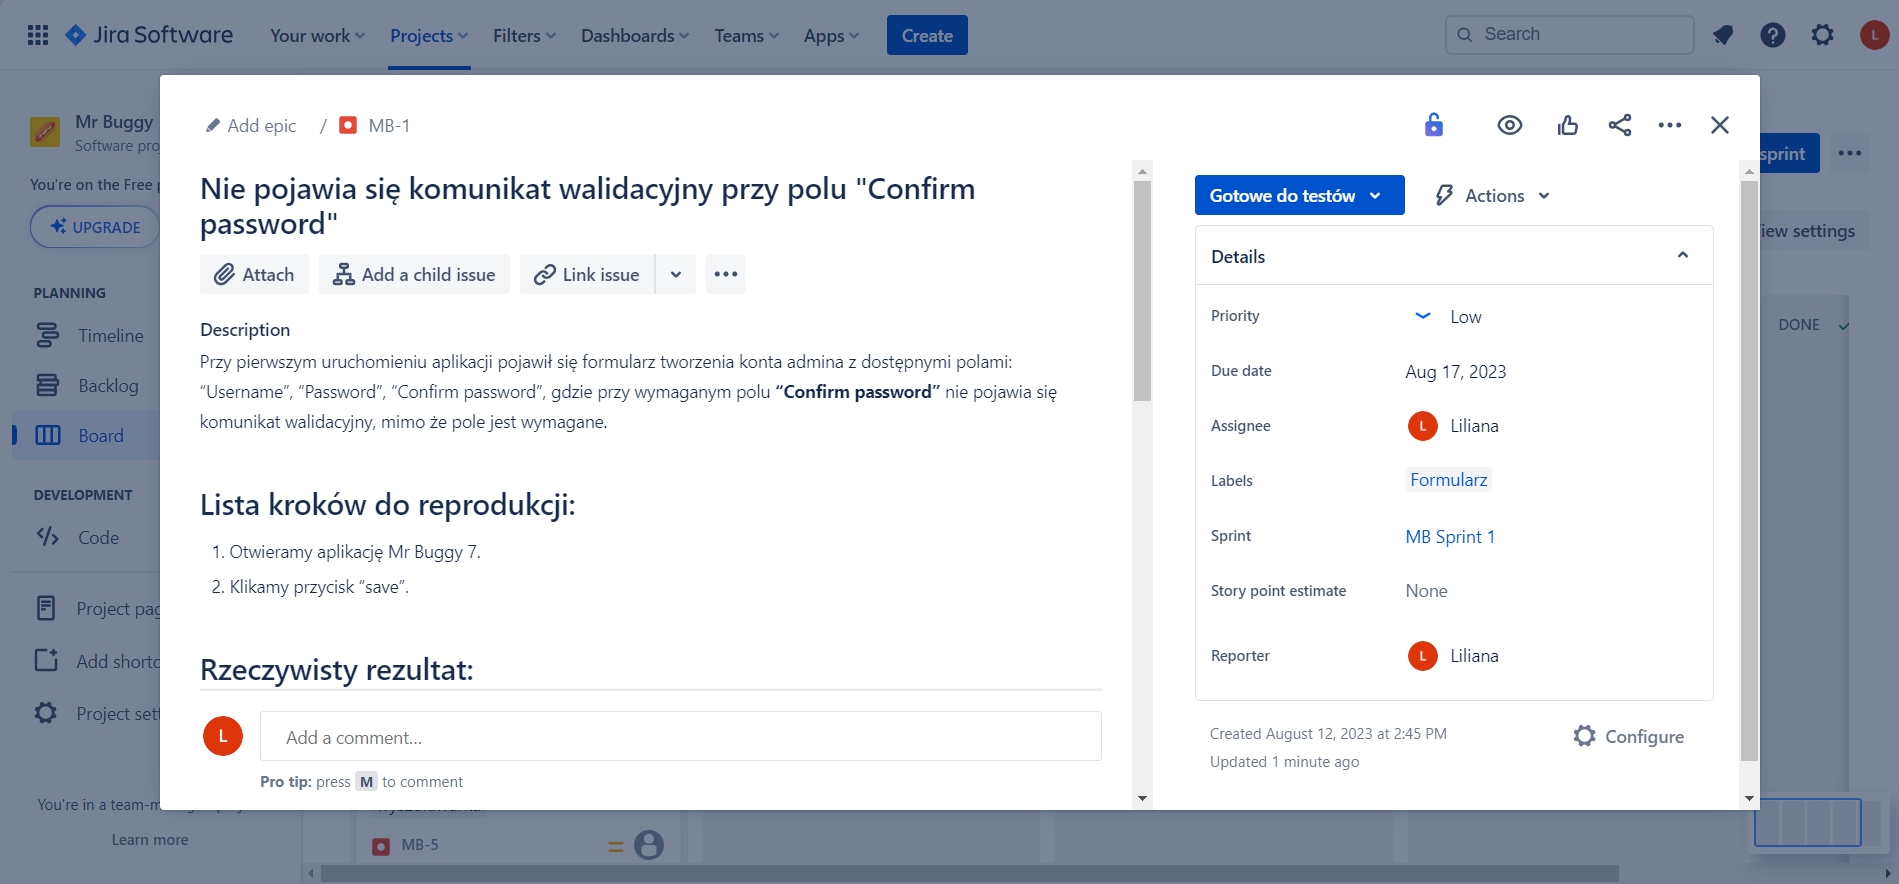 Jira Software
Your work
Projects
Filters
Dashboards
Teams
Apps
Create
Search
L
Mr Buggy
Software pro
You're on the Free
UPGRADE
PLANNING
Timeline
Backlog
Board
DEVELOPMENT
Code
Project pag
Add shortc
Project sett
You're in a team-m
Learn more
Add epic / MB-1
Nie pojawia się komunikat walidacyjny przy polu "Confirm
password"
Attach
Add a child issue
Link issue
Description
Przy pierwszym uruchomieniu aplikacji pojawił się formularz tworzenia konta admina z dostępnymi polami:
“Username”, “Password”, “Confirm password”, gdzie przy wymaganym polu “Confirm password” nie pojawia się
komunikat walidacyjny, mimo że pole jest wymagane.
Lista kroków do reprodukcji:
1. Otwieramy aplikację Mr Buggy 7.
2. Klikamy przycisk “save”.
Rzeczywisty rezultat:
L
Add a comment...
Pro tip: press M to comment
Gotowe do testów
Actions
Details
Priority Low
Due date Aug 17, 2023
Assignee L Liliana
Labels Formularz
Sprint MB Sprint 1
Story point estimate None
Reporter L Liliana
Created August 12, 2023 at 2:45 PM
Updated 1 minute ago
Configure
sprint
iew settings
DONE
MB-5